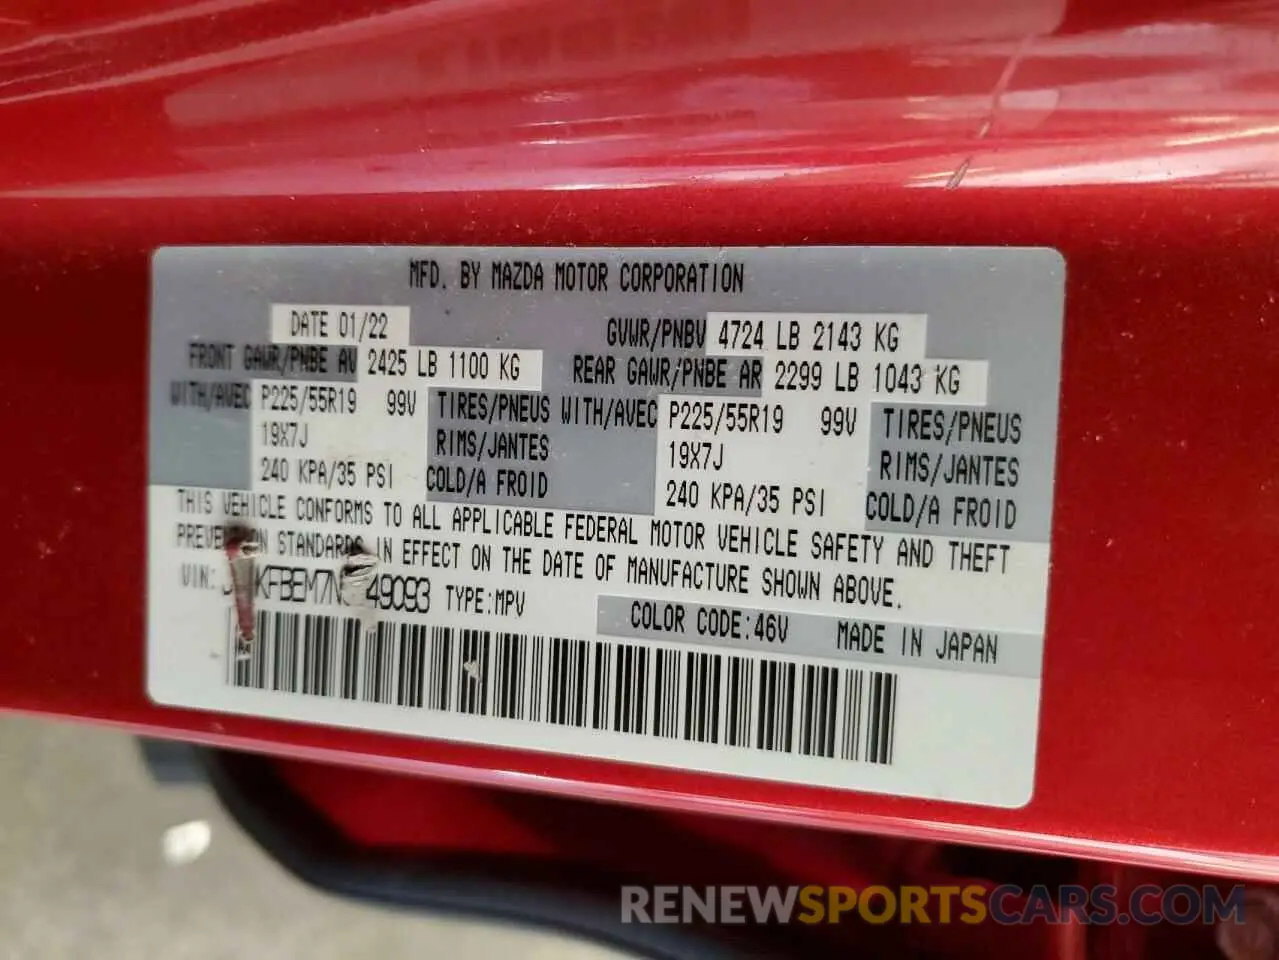 MFD. BY MAZDA MOTOR CORPORATION
DATE 01/22 GVWR/PNBV 4724 LB 2143 KG
FRONT GAWR/PNBE AV 2425 LB 1100 KG REAR GAWR/PNBE AR 2299 LB 1043 KG
WITH/AVEC P225/55R19 99V TIRES/PNEUS WITH/AVEC P225/55R19 99V TIRES/PNEUS
19X7J RIMS/JANTES 19X7J RIMS/JANTES
240 KPA/35 PSI COLD/A FROID 240 KPA/35 PSI COLD/A FROID
THIS VEHICLE CONFORMS TO ALL APPLICABLE FEDERAL MOTOR VEHICLE SAFETY AND THEFT
PREVENTION STANDARDS IN EFFECT ON THE DATE OF MANUFACTURE SHOWN ABOVE.
VIN: TYPE:MPV COLOR CODE:46V MADE IN JAPAN
RENEWSPORTSCARS.COM